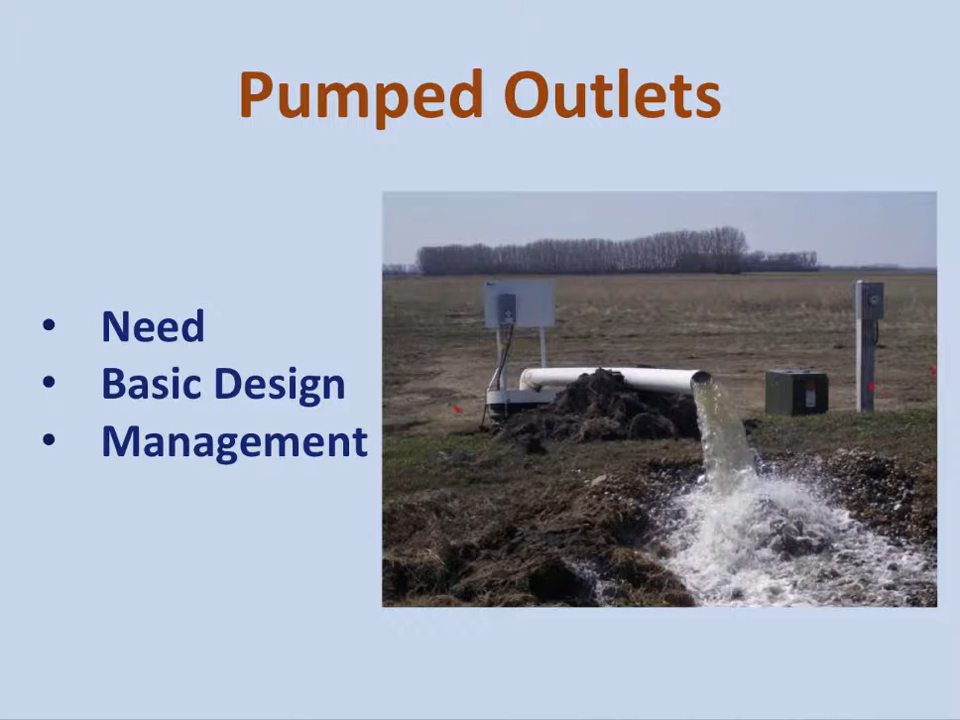 Pumped Outlets
• Need
• Basic Design
• Management